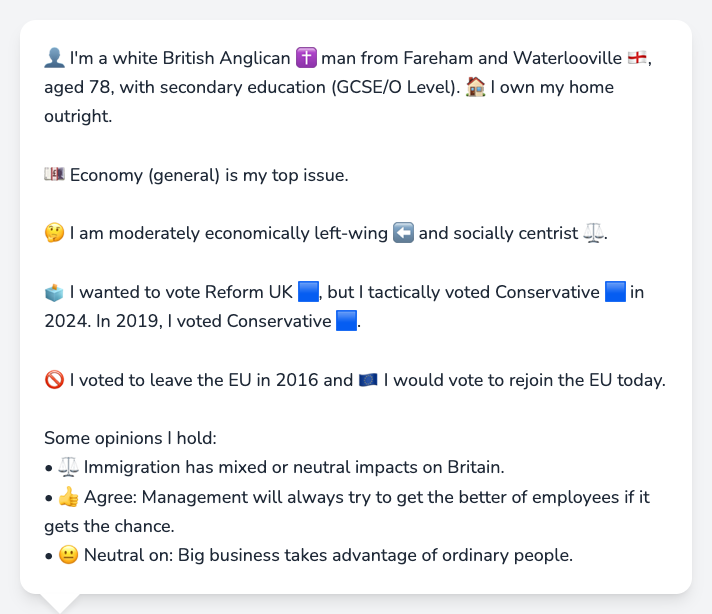 👤 I'm a white British Anglican ✝️ man from Fareham and Waterlooville 🏴󠁧󠁢󠁥󠁮󠁧󠁿,
aged 78, with secondary education (GCSE/O Level). 🏠 I own my home
outright.
💷 Economy (general) is my top issue.
🤔 I am moderately economically left-wing ⬅️ and socially centrist ⚖️.
🗳️ I wanted to vote Reform UK 🟦, but I tactically voted Conservative 🟦 in
2024. In 2019, I voted Conservative 🟦.
🚫 I voted to leave the EU in 2016 and 🇪🇺 I would vote to rejoin the EU today.
Some opinions I hold:
• ⚖️ Immigration has mixed or neutral impacts on Britain.
• 👍 Agree: Management will always try to get the better of employees if it
gets the chance.
• 😐 Neutral on: Big business takes advantage of ordinary people.